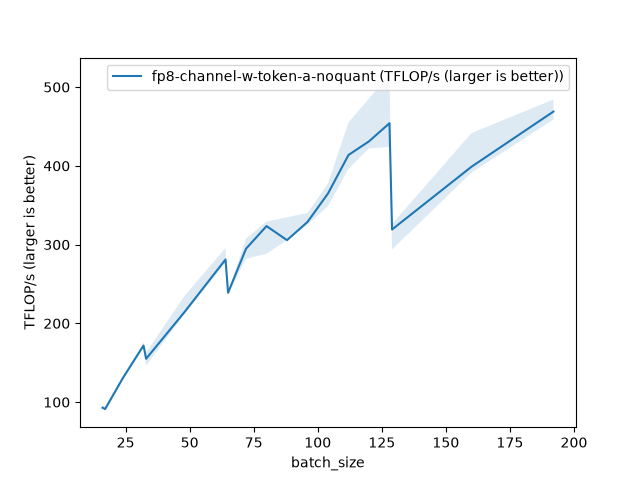 fp8-channel-w-token-a-noquant (TFLOP/s (larger is better))
TFLOP/s (larger is better)
500
400
300
200
100
25 50 75 100 125 150 175 200
batch_size